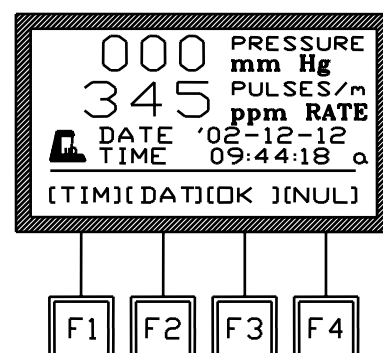 000 PRESSURE
mm Hg
345 PULSES/m
ppm RATE
DATE '02-12-12
TIME 09:44:18 a
[TIM][DAT][OK ][NUL]
F1 F2 F3 F4